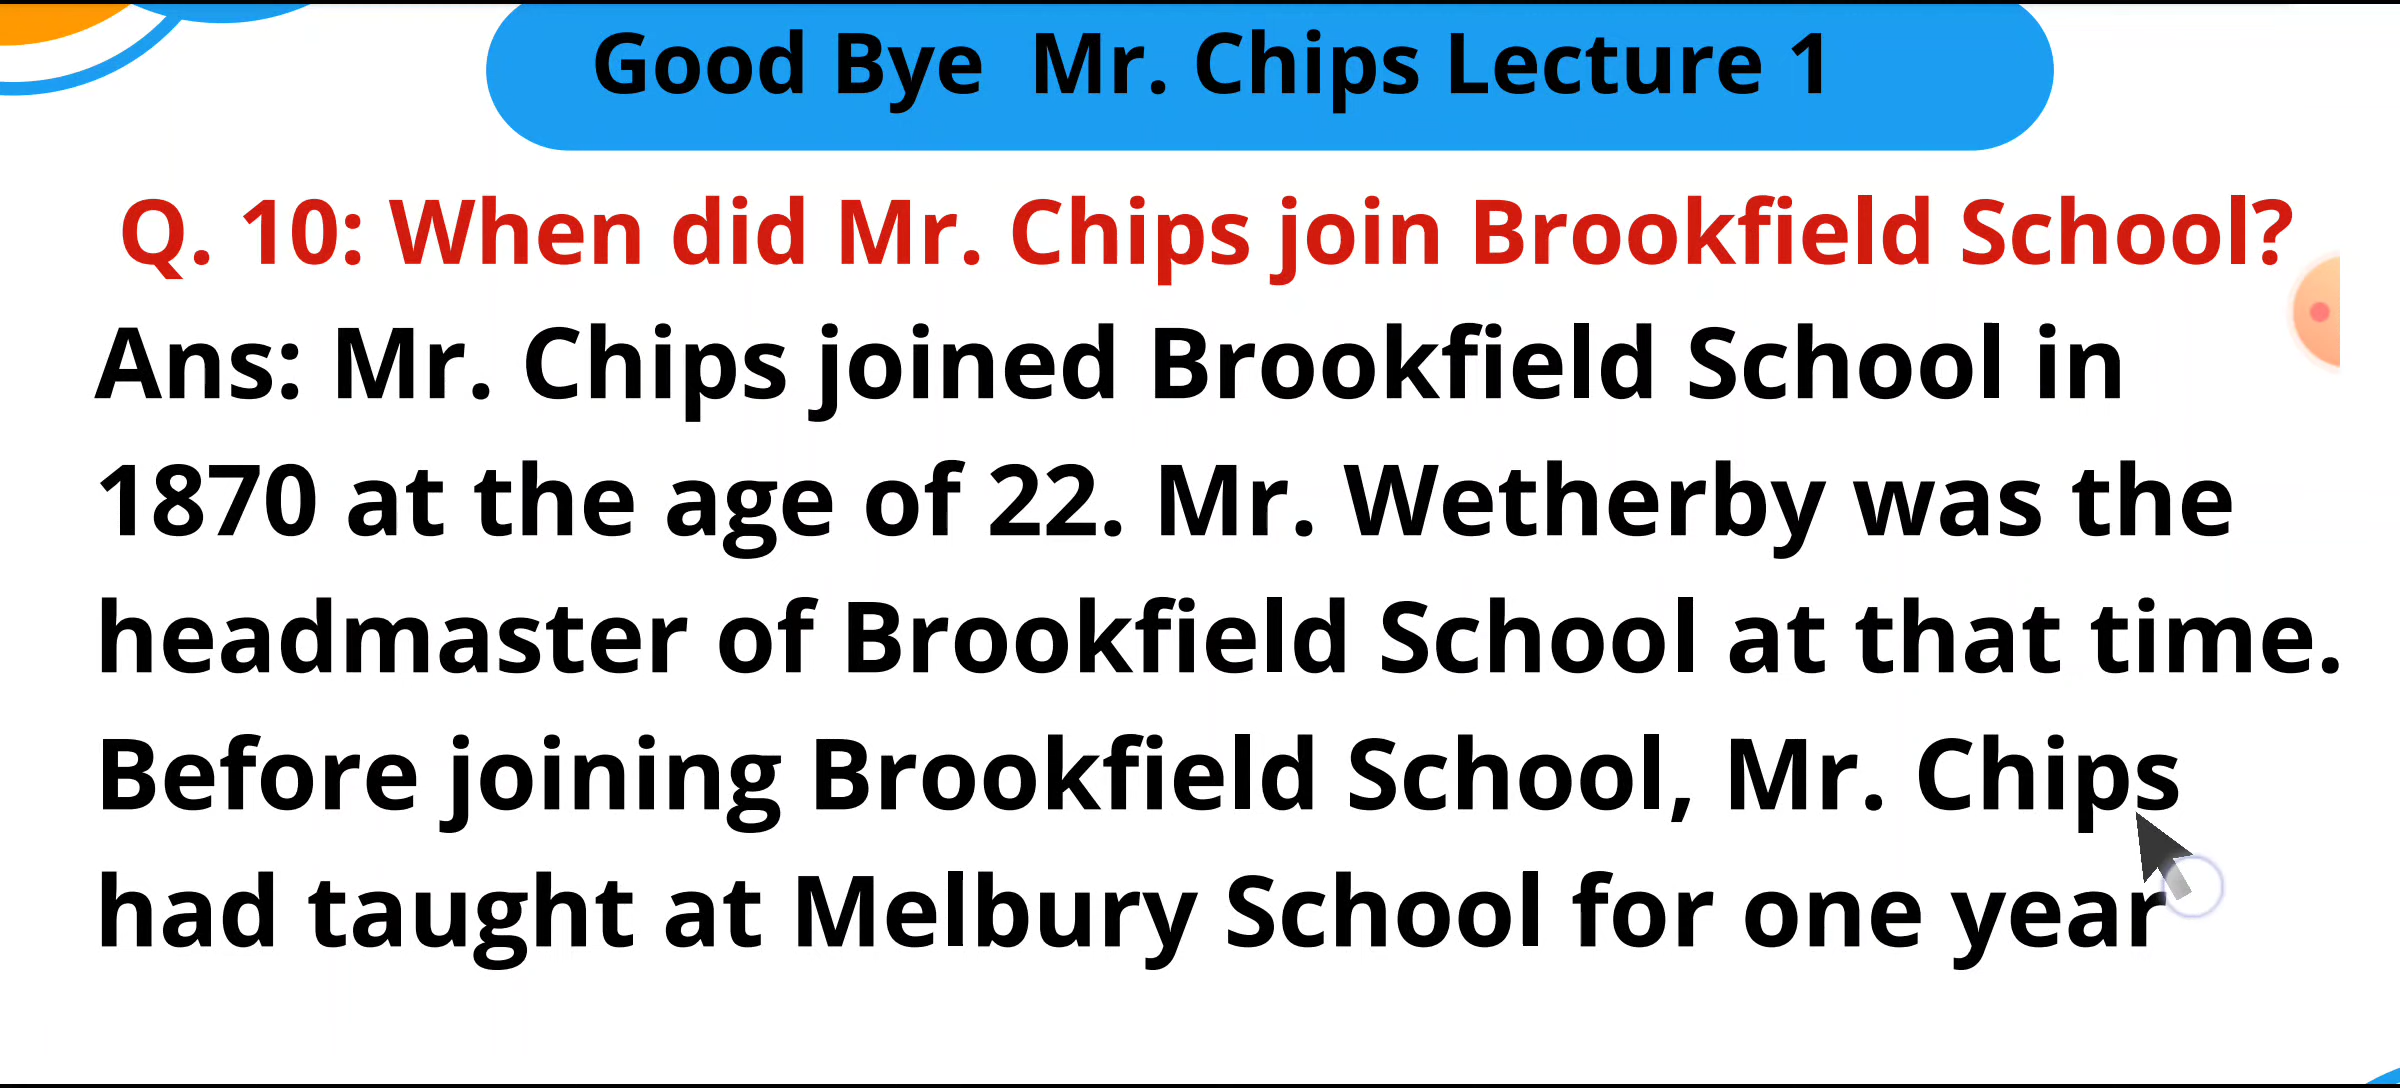 Good Bye Mr. Chips Lecture 1
Q. 10: When did Mr. Chips join Brookfield School?
Ans: Mr. Chips joined Brookfield School in
1870 at the age of 22. Mr. Wetherby was the
headmaster of Brookfield School at that time.
Before joining Brookfield School, Mr. Chips
had taught at Melbury School for one year